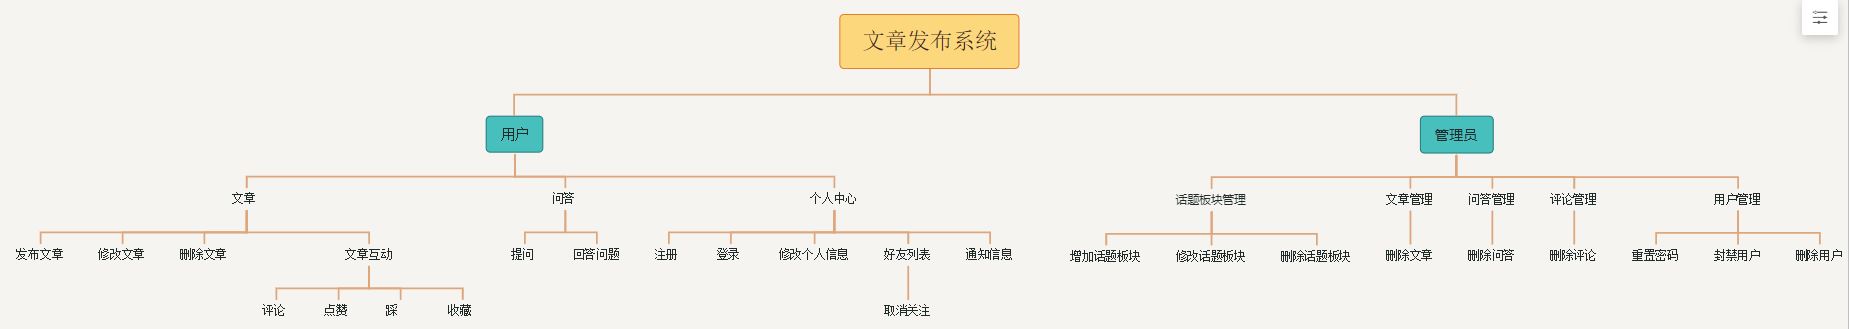 文章发布系统
用户
管理员
文章
问答
个人中心
话题板块管理
文章管理
问答管理
评论管理
用户管理
发布文章
修改文章
删除文章
文章互动
提问
回答问题
注册
登录
修改个人信息
好友列表
通知信息
增加话题板块
修改话题板块
删除话题板块
删除文章
删除问答
删除评论
重置密码
封禁用户
删除用户
评论
点赞
踩
收藏
取消关注